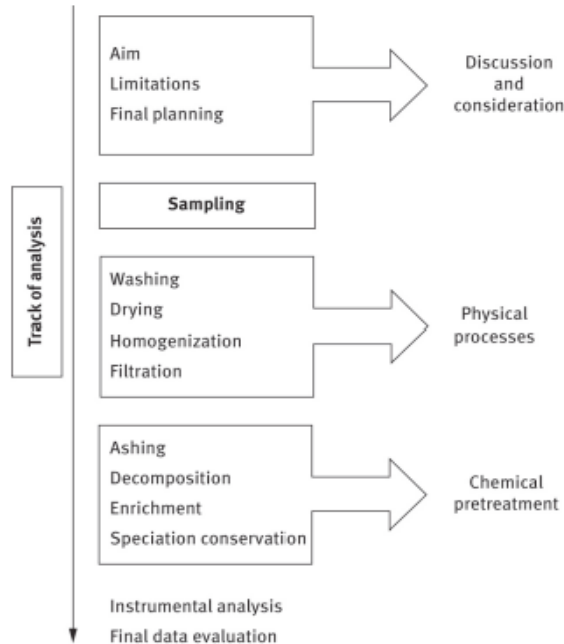 Aim
Limitations
Final planning
Discussion
and
consideration
Sampling
Track of analysis
Washing
Drying
Homogenization
Filtration
Physical
processes
Ashing
Decomposition
Enrichment
Speciation conservation
Chemical
pretreatment
Instrumental analysis
Final data evaluation